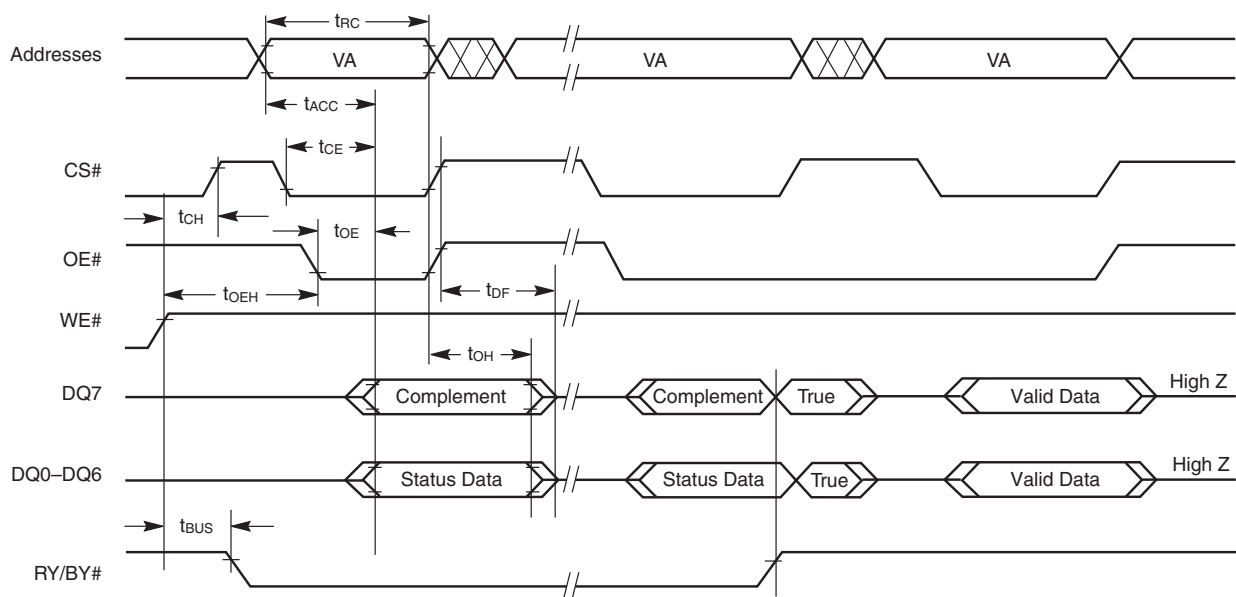 tRC
Addresses VA VA VA
tACC
tCE
CS#
tCH tOE
OE#
tOEH tDF
WE#
tOH
DQ7 Complement Complement True Valid Data High Z
DQ0–DQ6 Status Data Status Data True Valid Data High Z
tBUS
RY/BY#